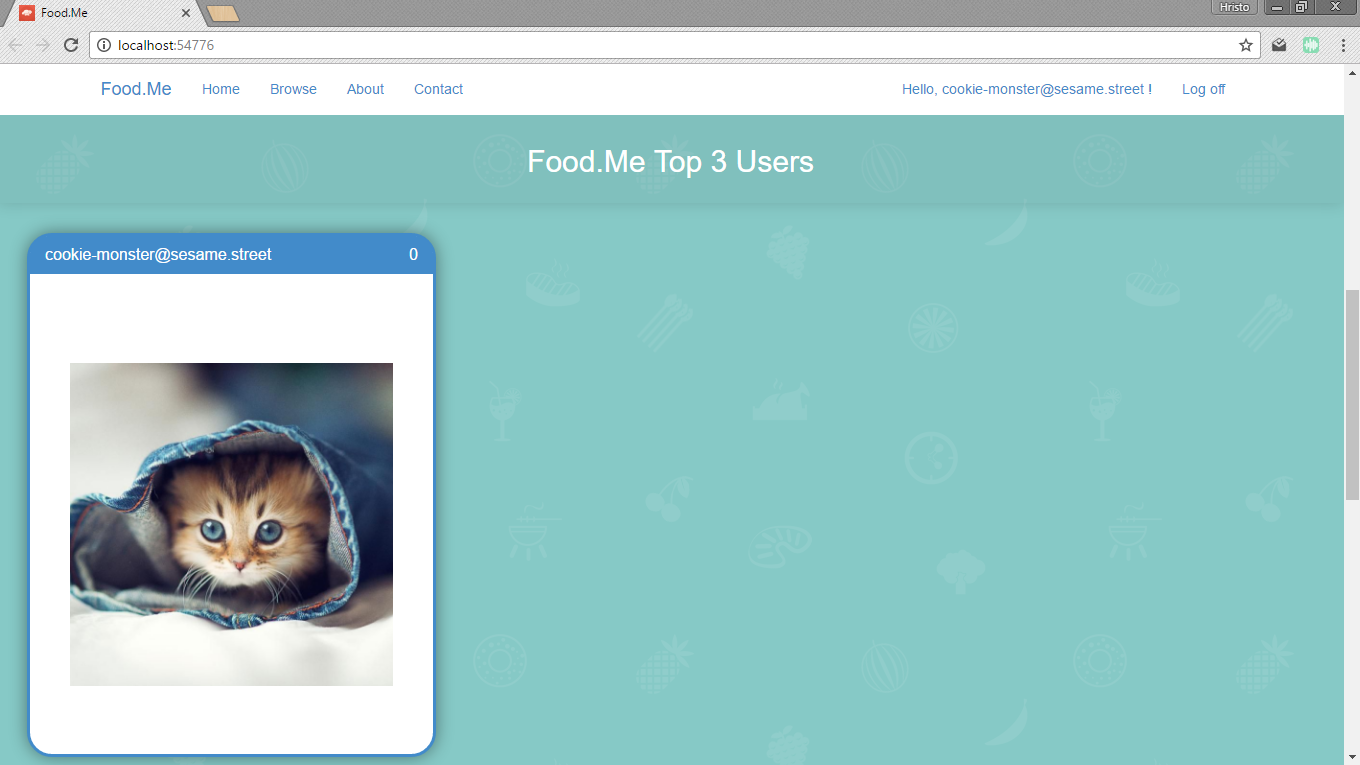 Food.Me
Hristo
localhost:54776
Food.Me Home Browse About Contact Hello, cookie-monster@sesame.street ! Log off
Food.Me Top 3 Users
cookie-monster@sesame.street 0